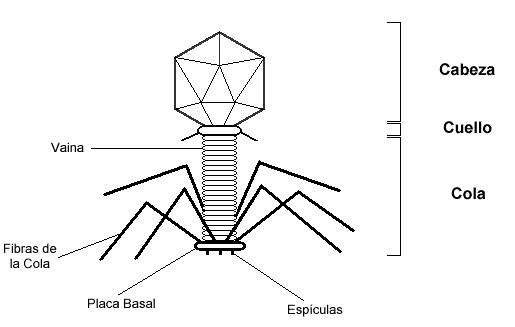 Cabeza
Cuello
Vaina
Cola
Fibras de
la Cola
Placa Basal
Espículas